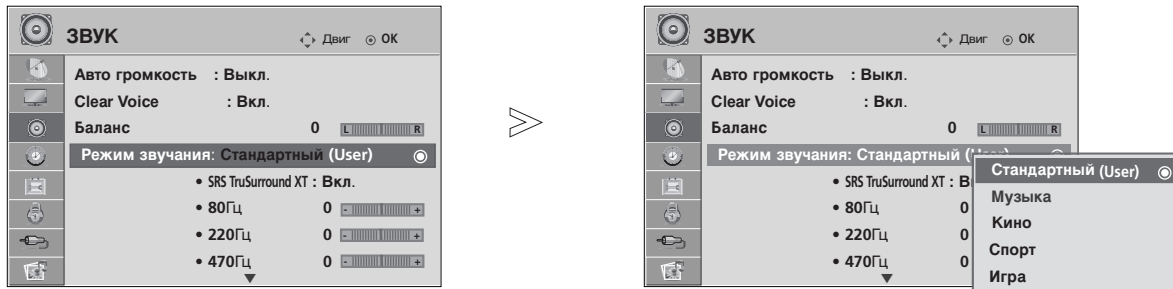 ЗВУК Двиг OK
Авто громкость : Выкл.
Clear Voice : Вкл.
Баланс 0 L R
Режим звучания: Стандартный (User)
• SRS TruSurround XT : Вкл.
• 80Гц 0 - +
• 220Гц 0 - +
• 470Гц 0 - +
ЗВУК Двиг OK
Авто громкость : Выкл.
Clear Voice : Вкл.
Баланс 0 L R
Режим звучания: Стандартный (User)
• SRS TruSurround XT : В
• 80Гц 0
• 220Гц 0
• 470Гц 0
Стандартный (User)
Музыка
Кино
Спорт
Игра